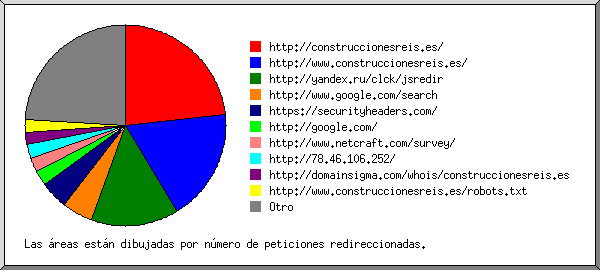 http://construccionesreis.es/
http://www.construccionesreis.es/
http://yandex.ru/clck/jsredir
http://www.google.com/search
https://securityheaders.com/
http://google.com/
http://www.netcraft.com/survey/
http://78.46.106.252/
http://domainsigma.com/whois/construccionesreis.es
http://www.construccionesreis.es/robots.txt
Otro
Las áreas están dibujadas por número de peticiones redireccionadas.